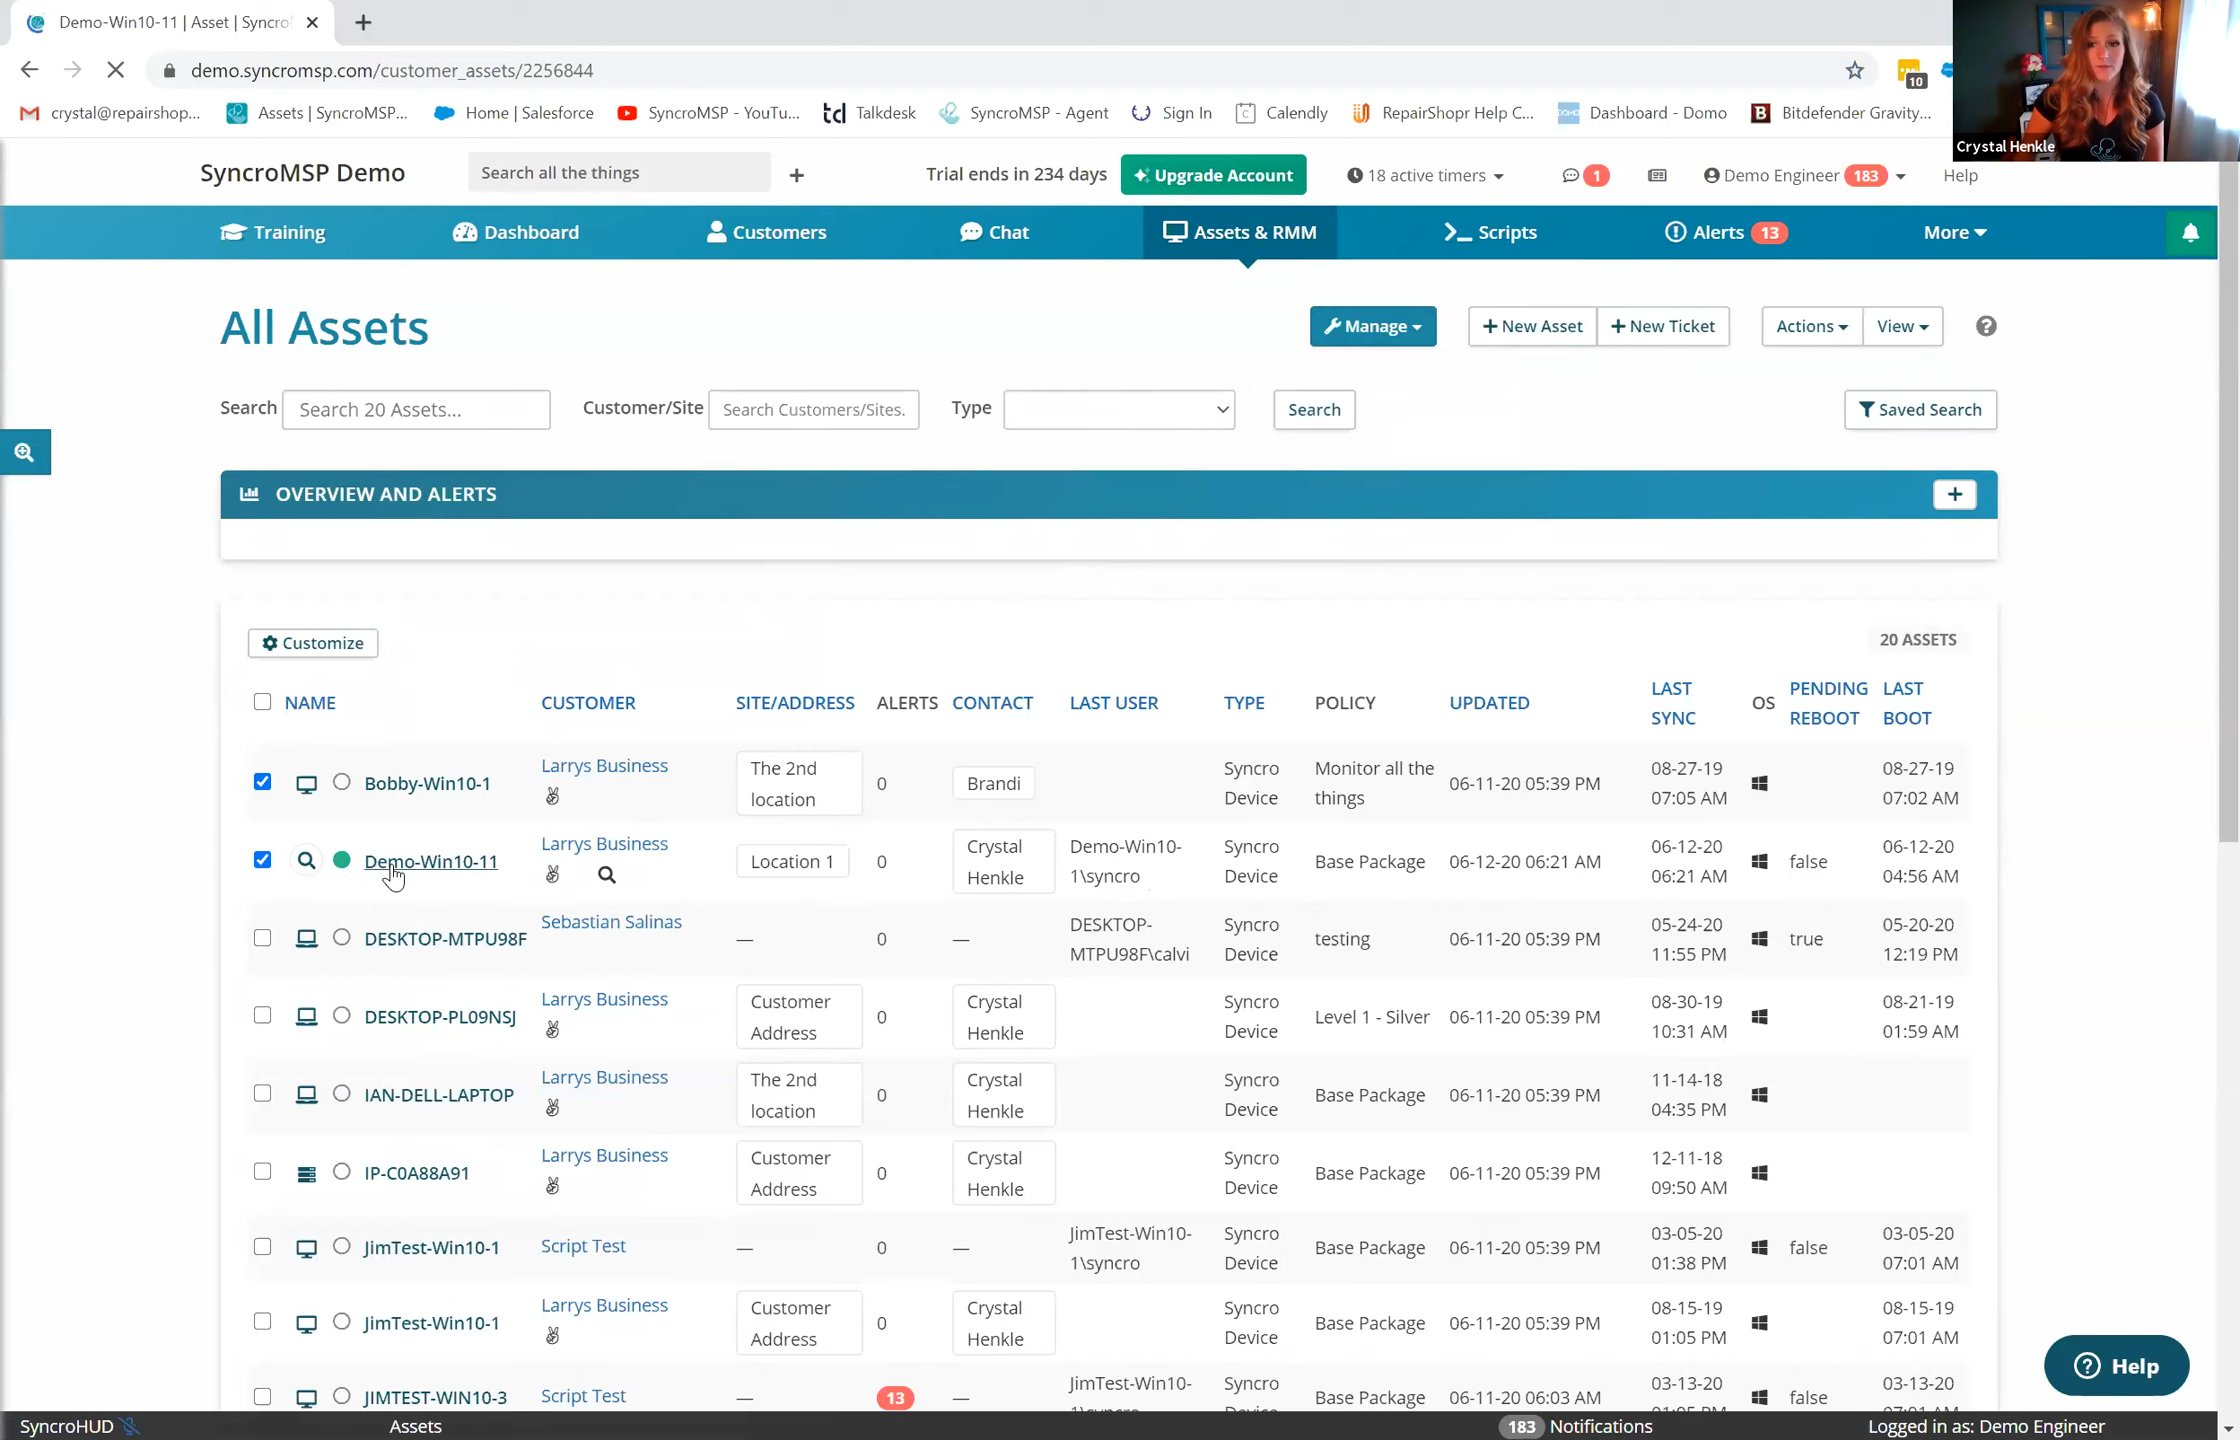 Demo-Win10-11 | Asset | Syncro
demo.syncromsp.com/customer_assets/2256844
10
crystal@repairshop...
Assets | SyncroMSP...
Home | Salesforce
SyncroMSP - YouTu...
Talkdesk
SyncroMSP - Agent
Sign In
Calendly
RepairShopr Help C...
Dashboard - Domo
Bitdefender Gravity...
Crystal Henkle
SyncroMSP Demo
Search all the things
Trial ends in 234 days
Upgrade Account
18 active timers
1
Demo Engineer 183
Help
Training
Dashboard
Customers
Chat
Assets & RMM
Scripts
Alerts 13
More
All Assets
Manage
+ New Asset
+ New Ticket
Actions
View
Search
Search 20 Assets...
Customer/Site
Search Customers/Sites.
Type
Search
Saved Search
OVERVIEW AND ALERTS
Customize
20 ASSETS
NAME CUSTOMER SITE/ADDRESS ALERTS CONTACT LAST USER TYPE POLICY UPDATED LAST SYNC OS PENDING REBOOT LAST BOOT
Bobby-Win10-1 Larrys Business The 2nd location 0 Brandi Syncro Device Monitor all the things 06-11-20 05:39 PM 08-27-19 07:05 AM 08-27-19 07:02 AM
Demo-Win10-11 Larrys Business Location 1 0 Crystal Henkle Demo-Win10-1\syncro Syncro Device Base Package 06-12-20 06:21 AM 06-12-20 06:21 AM false 06-12-20 04:56 AM
DESKTOP-MTPU98F Sebastian Salinas — 0 — DESKTOP-MTPU98F\calvi Syncro Device testing 06-11-20 05:39 PM 05-24-20 11:55 PM true 05-20-20 12:19 PM
DESKTOP-PL09NSJ Larrys Business Customer Address 0 Crystal Henkle Syncro Device Level 1 - Silver 06-11-20 05:39 PM 08-30-19 10:31 AM 08-21-19 01:59 AM
IAN-DELL-LAPTOP Larrys Business The 2nd location 0 Crystal Henkle Syncro Device Base Package 06-11-20 05:39 PM 11-14-18 04:35 PM
IP-C0A88A91 Larrys Business Customer Address 0 Crystal Henkle Syncro Device Base Package 06-11-20 05:39 PM 12-11-18 09:50 AM
JimTest-Win10-1 Script Test — 0 — JimTest-Win10-1\syncro Syncro Device Base Package 06-11-20 05:39 PM 03-05-20 01:38 PM false 03-05-20 07:01 AM
JimTest-Win10-1 Larrys Business Customer Address 0 Crystal Henkle Syncro Device Base Package 06-11-20 05:39 PM 08-15-19 01:05 PM 08-15-19 07:01 AM
JIMTEST-WIN10-3 Script Test — 13 — JimTest-Win10- Syncro Base Package 06-11-20 06:03 AM 03-13-20 false 03-13-20
Help
SyncroHUD
Assets
183 Notifications
Logged in as: Demo Engineer